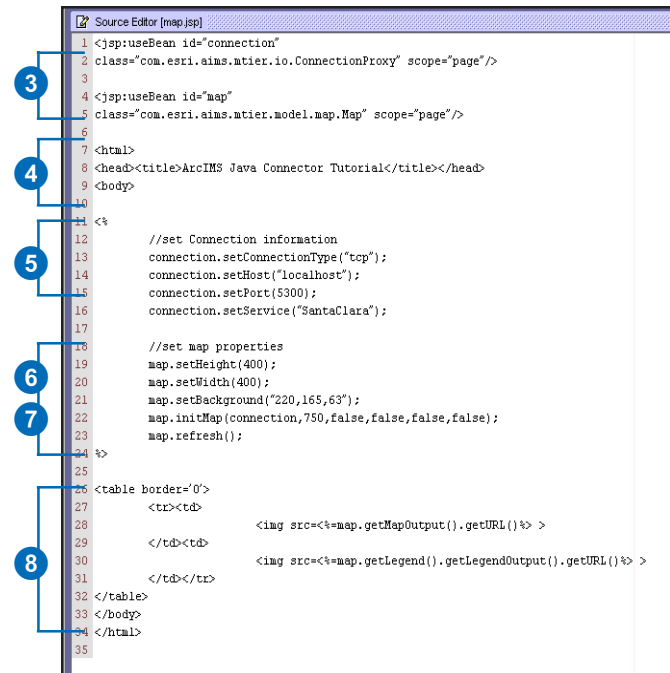 Source Editor [map.jsp]
1 <jsp:useBean id="connection"
2 class="com.esri.aims.mtier.io.ConnectionProxy" scope="page"/>
3
3
4 <jsp:useBean id="map"
5 class="com.esri.aims.mtier.model.map.Map" scope="page"/>
6
7 <html>
4
8 <head><title>ArcIMS Java Connector Tutorial</title></head>
9 <body>
10
11 <%
12 //set Connection information
5
13 connection.setConnectionType("tcp");
14 connection.setHost("localhost");
15 connection.setPort(5300);
16 connection.setService("SantaClara");
17
18 //set map properties
6
19 map.setHeight(400);
20 map.setWidth(400);
7
21 map.setBackground("220,165,63");
22 map.initMap(connection,750,false,false,false,false);
23 map.refresh();
24 %>
25
26 <table border='0'>
27 <tr><td>
28 <img src=<%=map.getMapOutput().getURL()%> >
8
29 </td><td>
30 <img src=<%=map.getLegend().getLegendOutput().getURL()%> >
31 </td></tr>
32 </table>
33 </body>
34 </html>
35